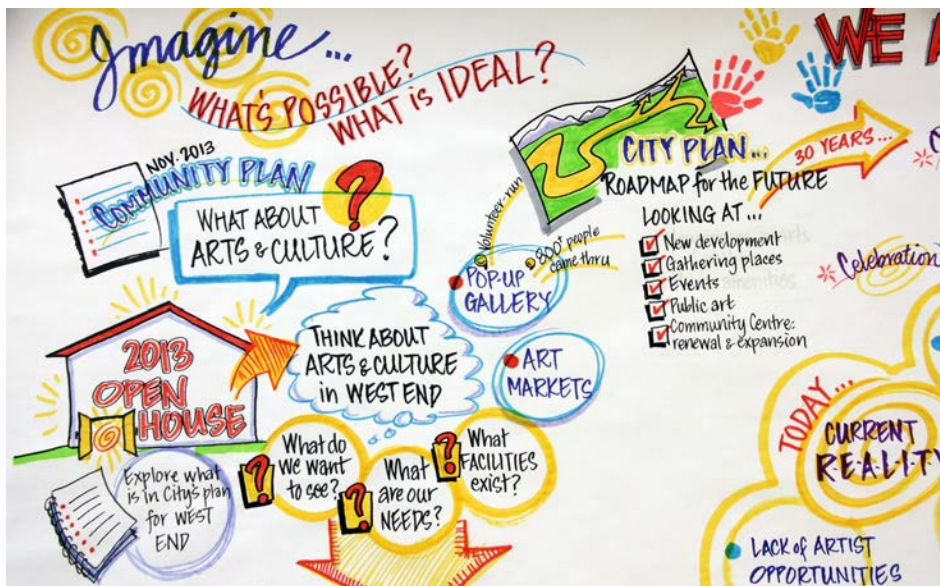 Imagine...
WHAT'S POSSIBLE?
WHAT is IDEAL?
NOV. 2013
COMMUNITY PLAN
WHAT ABOUT
ARTS & CULTURE?
?
2013
OPEN
HOUSE
THINK ABOUT
ARTS & CULTURE
in WEST END
Explore what
is in City's plan
for WEST
END
?
What do
we want
to see?
?
What
are our
NEEDS?
?
What
FACILITIES
exist?
Volunteer-run
800+ people
came thru
POP-UP
GALLERY
ART
MARKETS
CITY PLAN...
ROADMAP for the FUTURE
LOOKING AT...
New development
Gathering places
Events
Public art
Community Centre:
renewal & expansion
WE A
30 YEARS...
Celebration
TODAY...
CURRENT
R-E-A-L-I-T-Y
LACK of ARTIST
OPPORTUNITIES